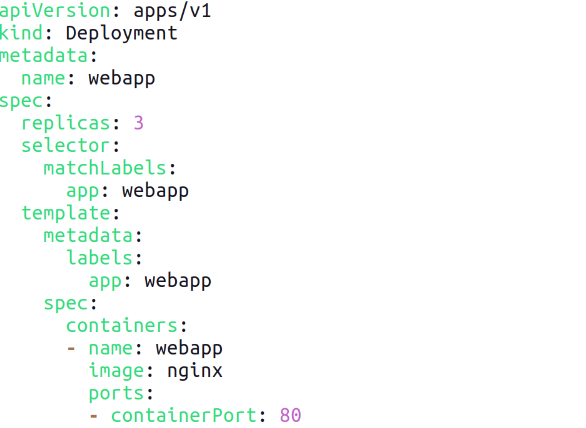 apiVersion: apps/v1
kind: Deployment
metadata:
  name: webapp
spec:
  replicas: 3
  selector:
    matchLabels:
      app: webapp
  template:
    metadata:
      labels:
        app: webapp
    spec:
      containers:
      - name: webapp
        image: nginx
        ports:
        - containerPort: 80